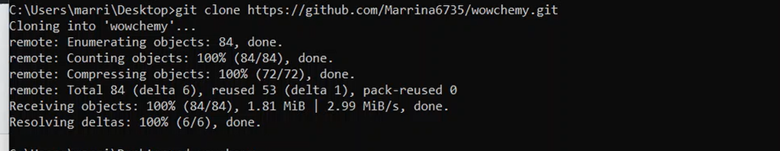 C:\Users\marri\Desktop>git clone https://github.com/Marrina6735/wowchemy.git
Cloning into 'wowchemy'...
remote: Enumerating objects: 84, done.
remote: Counting objects: 100% (84/84), done.
remote: Compressing objects: 100% (72/72), done.
remote: Total 84 (delta 6), reused 53 (delta 1), pack-reused 0
Receiving objects: 100% (84/84), 1.81 MiB | 2.99 MiB/s, done.
Resolving deltas: 100% (6/6), done.